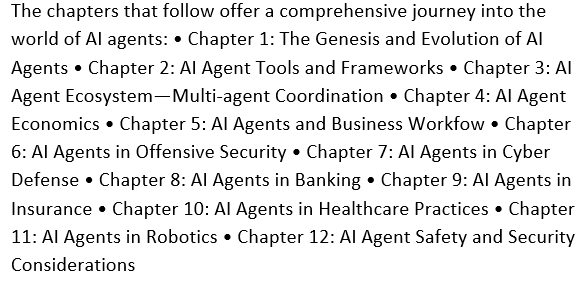 The chapters that follow offer a comprehensive journey into the
world of AI agents: • Chapter 1: The Genesis and Evolution of AI
Agents • Chapter 2: AI Agent Tools and Frameworks • Chapter 3: AI
Agent Ecosystem—Multi-agent Coordination • Chapter 4: AI Agent
Economics • Chapter 5: AI Agents and Business Workfow • Chapter
6: AI Agents in Offensive Security • Chapter 7: AI Agents in Cyber
Defense • Chapter 8: AI Agents in Banking • Chapter 9: AI Agents in
Insurance • Chapter 10: AI Agents in Healthcare Practices • Chapter
11: AI Agents in Robotics • Chapter 12: AI Agent Safety and Security
Considerations